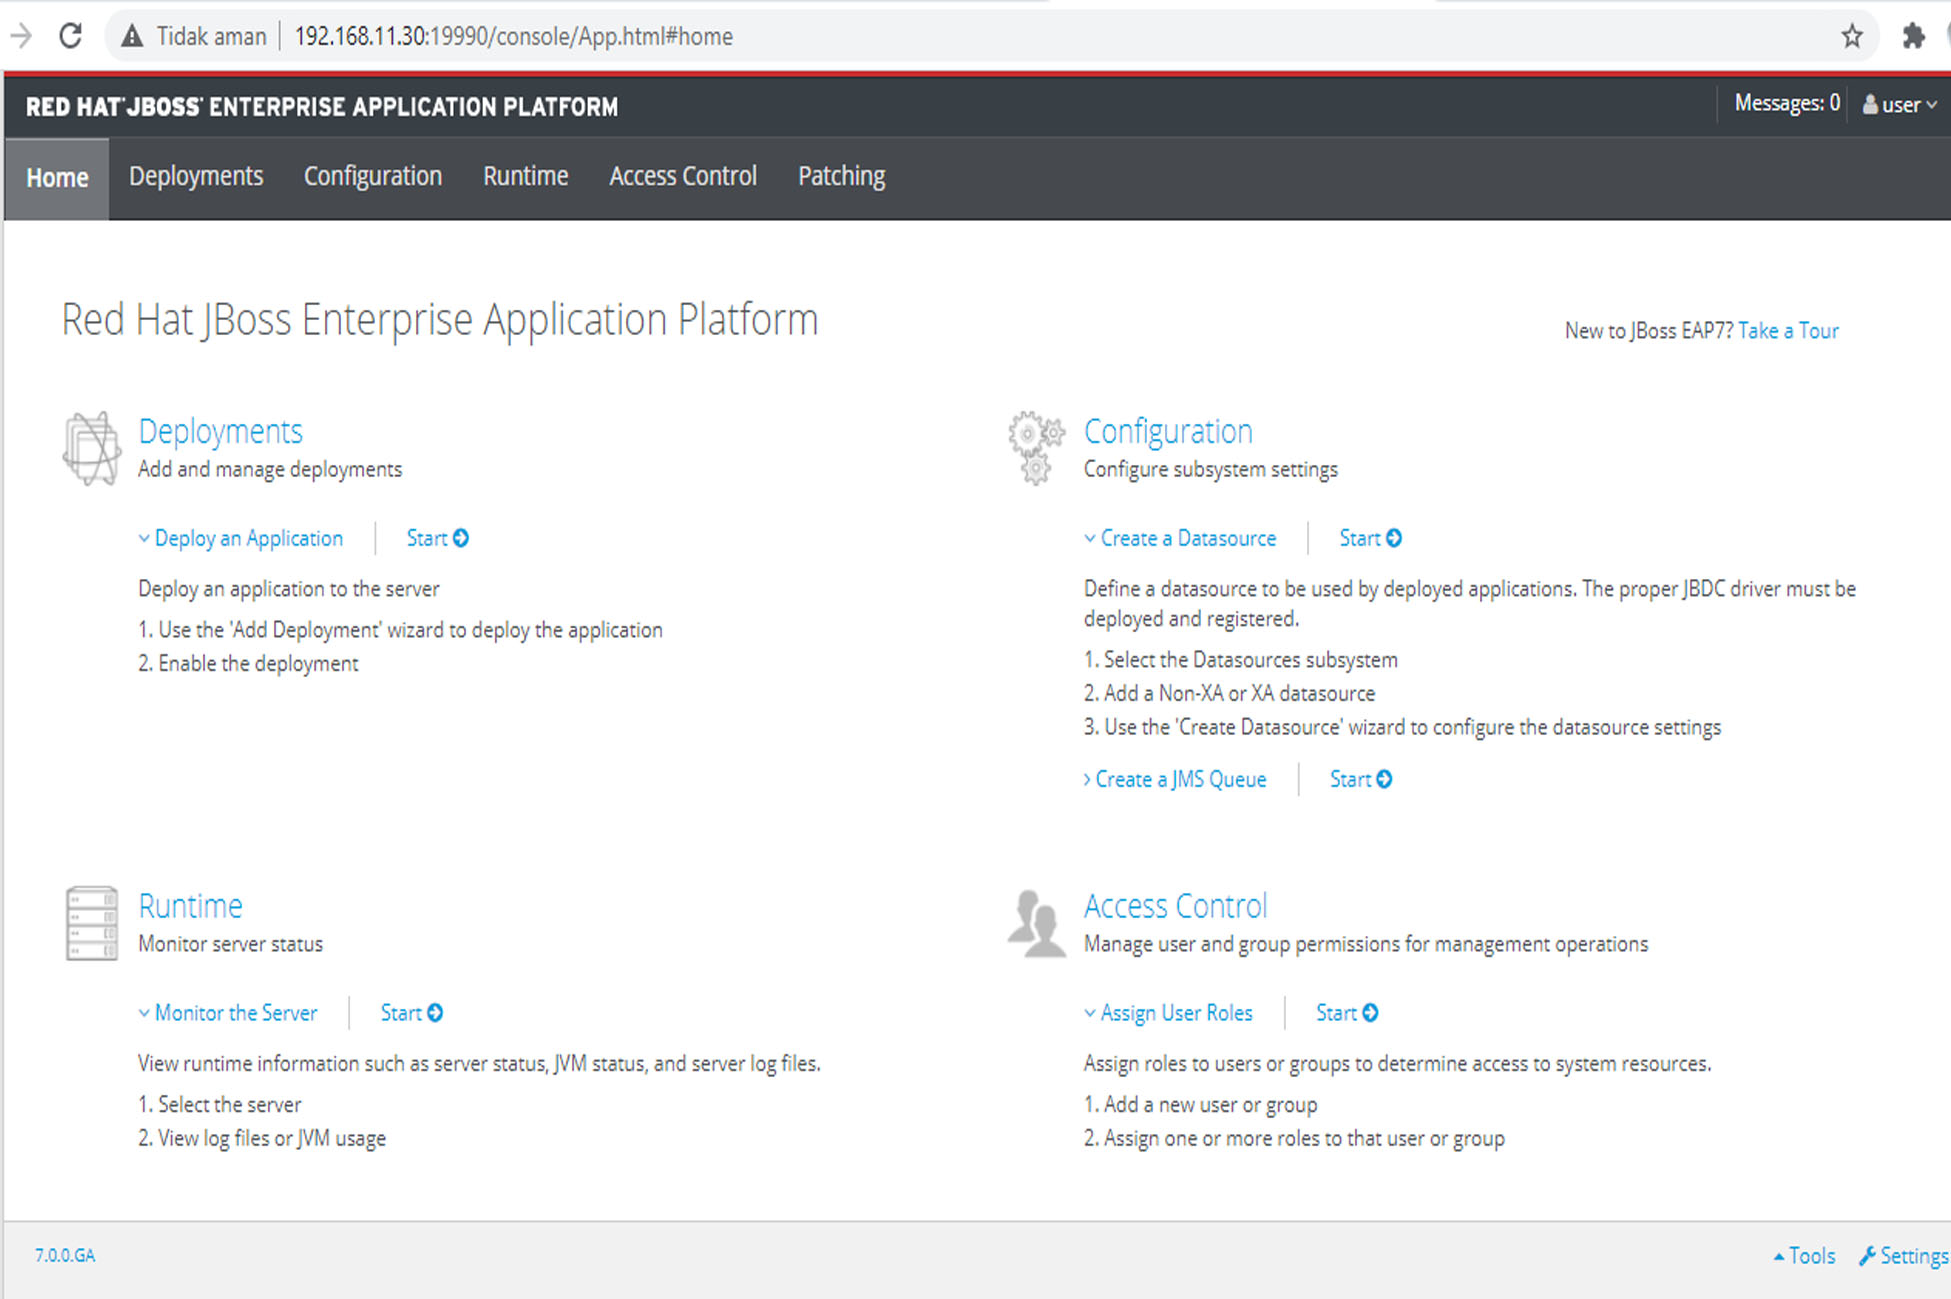 Tidak aman | 192.168.11.30:19990/console/App.html#home
RED HAT JBOSS ENTERPRISE APPLICATION PLATFORM
Messages: 0
user
Home Deployments Configuration Runtime Access Control Patching
Red Hat JBoss Enterprise Application Platform
New to JBoss EAP7? Take a Tour
Deployments
Add and manage deployments
Deploy an Application
Start
Deploy an application to the server
1. Use the 'Add Deployment' wizard to deploy the application
2. Enable the deployment
Configuration
Configure subsystem settings
Create a Datasource
Start
Define a datasource to be used by deployed applications. The proper JBDC driver must be
deployed and registered.
1. Select the Datasources subsystem
2. Add a Non-XA or XA datasource
3. Use the 'Create Datasource' wizard to configure the datasource settings
Create a JMS Queue
Start
Runtime
Monitor server status
Monitor the Server
Start
View runtime information such as server status, JVM status, and server log files.
1. Select the server
2. View log files or JVM usage
Access Control
Manage user and group permissions for management operations
Assign User Roles
Start
Assign roles to users or groups to determine access to system resources.
1. Add a new user or group
2. Assign one or more roles to that user or group
7.0.0.GA
Tools
Settings